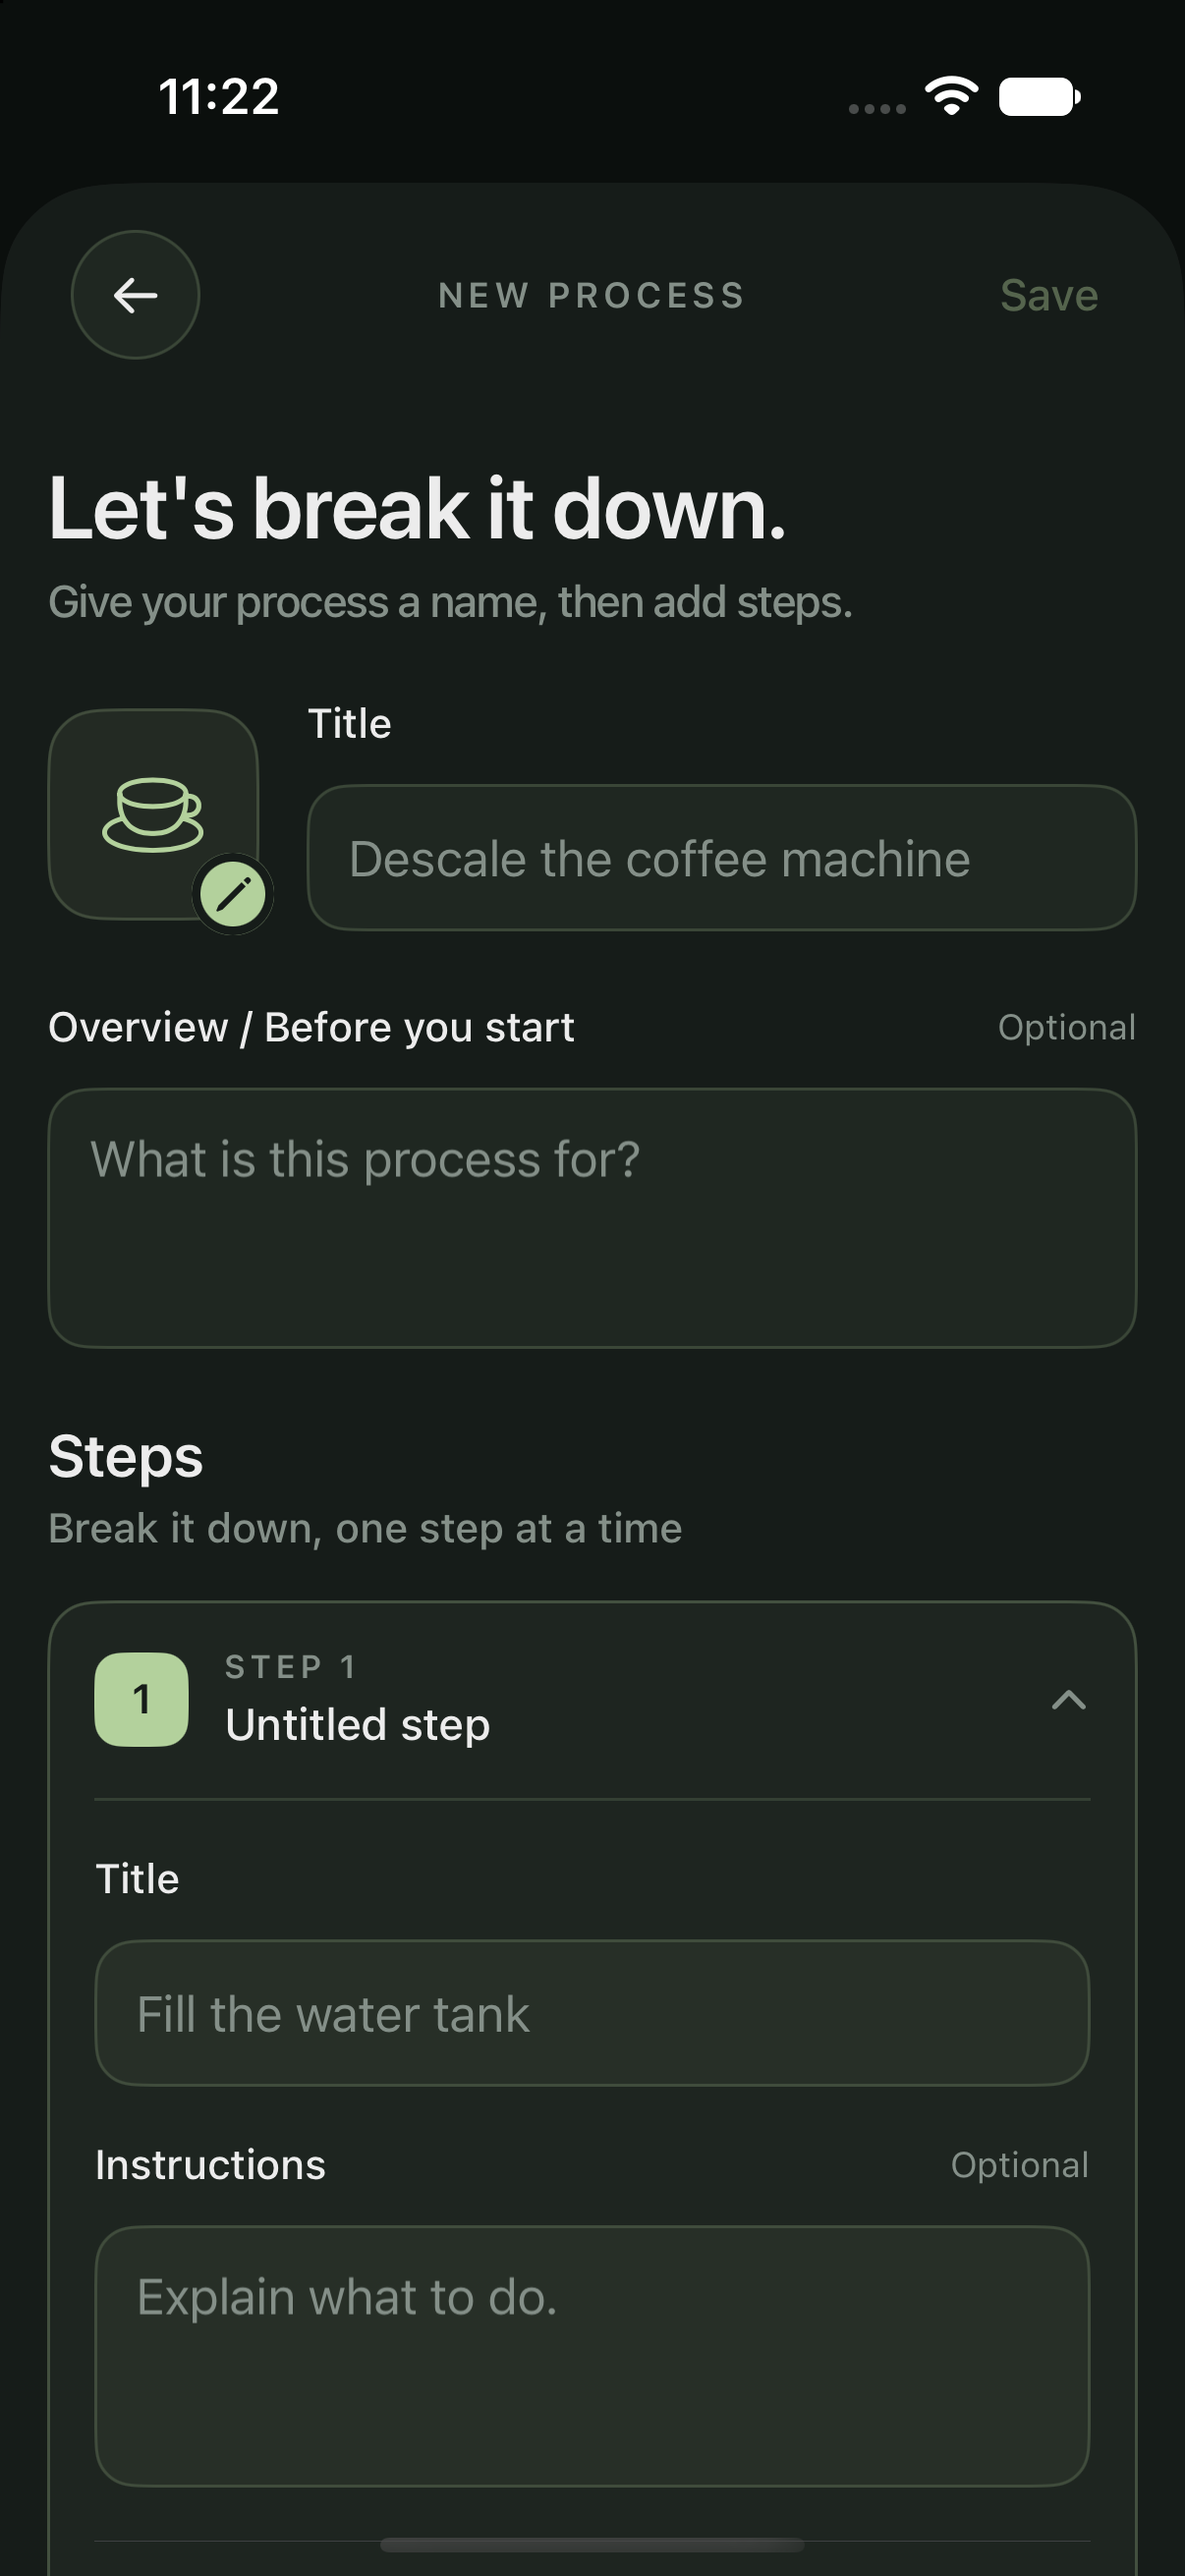 11:22
NEW PROCESS
Save
Let's break it down.
Give your process a name, then add steps.
Title
Descale the coffee machine
Overview / Before you start
Optional
What is this process for?
Steps
Break it down, one step at a time
1
STEP 1
Untitled step
Title
Fill the water tank
Instructions
Optional
Explain what to do.